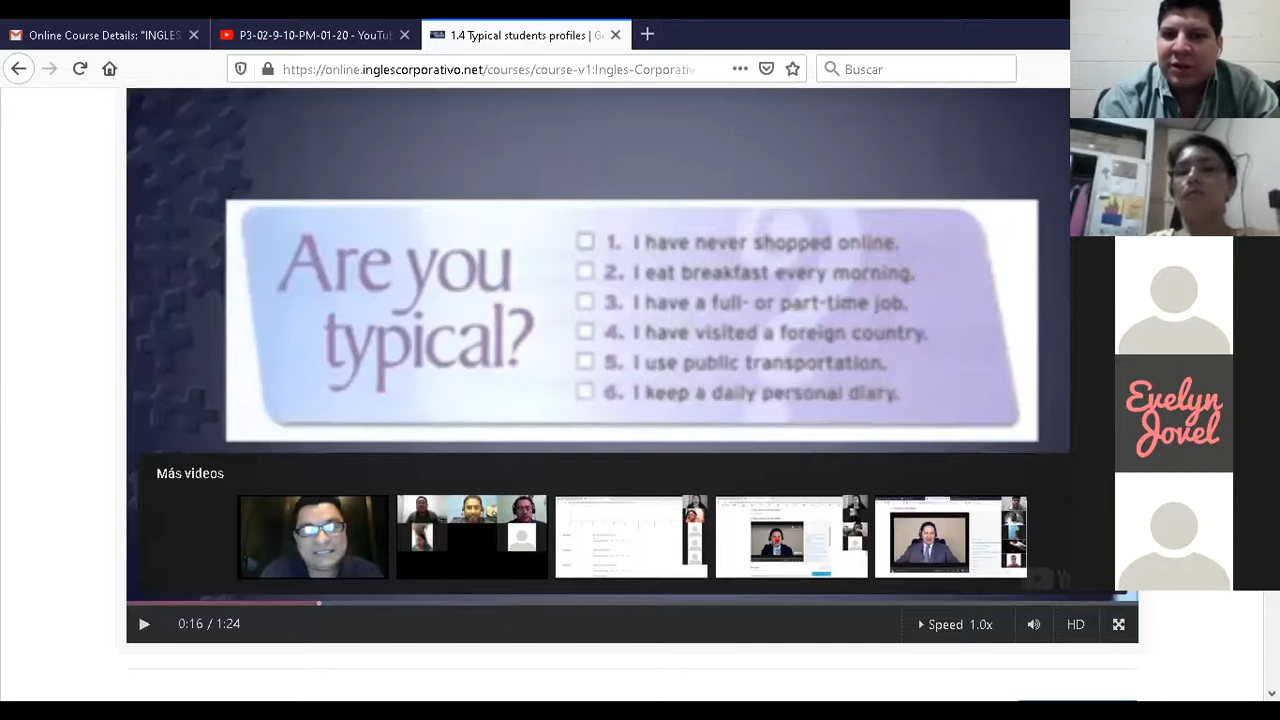 Online Course Details: "INGLES
P3-02-9-10-PM-01-20 - YouTu
1.4 Typical students profiles | G
https://online.inglescorporativo.net/courses/course-v1:Ingles-Corporativ
Buscar
Are you
typical?
1. I have never shopped online.
2. I eat breakfast every morning.
3. I have a full- or part-time job.
4. I have visited a foreign country.
5. I use public transportation.
6. I keep a daily personal diary.
Más videos
Evelyn
Jovel
0:16 / 1:24
Speed 1.0x
HD